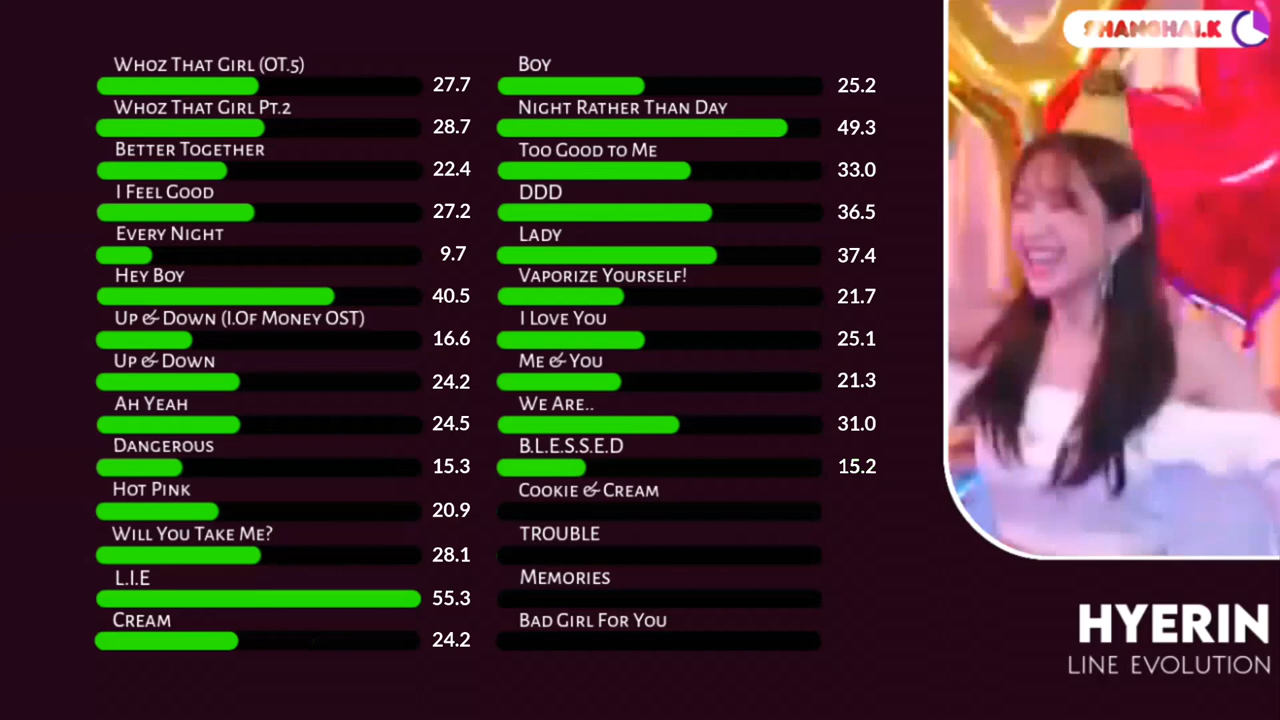 WHOZ THAT GIRL (OT.5)
27.7
WHOZ THAT GIRL PT.2
28.7
BETTER TOGETHER
22.4
I FEEL GOOD
27.2
EVERY NIGHT
9.7
HEY BOY
40.5
UP & DOWN (I.OF MONEY OST)
16.6
UP & DOWN
24.2
AH YEAH
24.5
DANGEROUS
15.3
HOT PINK
20.9
WILL YOU TAKE ME?
28.1
L.I.E
55.3
CREAM
24.2
BOY
25.2
NIGHT RATHER THAN DAY
49.3
TOO GOOD TO ME
33.0
DDD
36.5
LADY
37.4
VAPORIZE YOURSELF!
21.7
I LOVE YOU
25.1
ME & YOU
21.3
WE ARE..
31.0
B.L.E.S.S.E.D
15.2
COOKIE & CREAM
TROUBLE
MEMORIES
BAD GIRL FOR YOU
SHANGHAI.K
HYERIN
LINE EVOLUTION